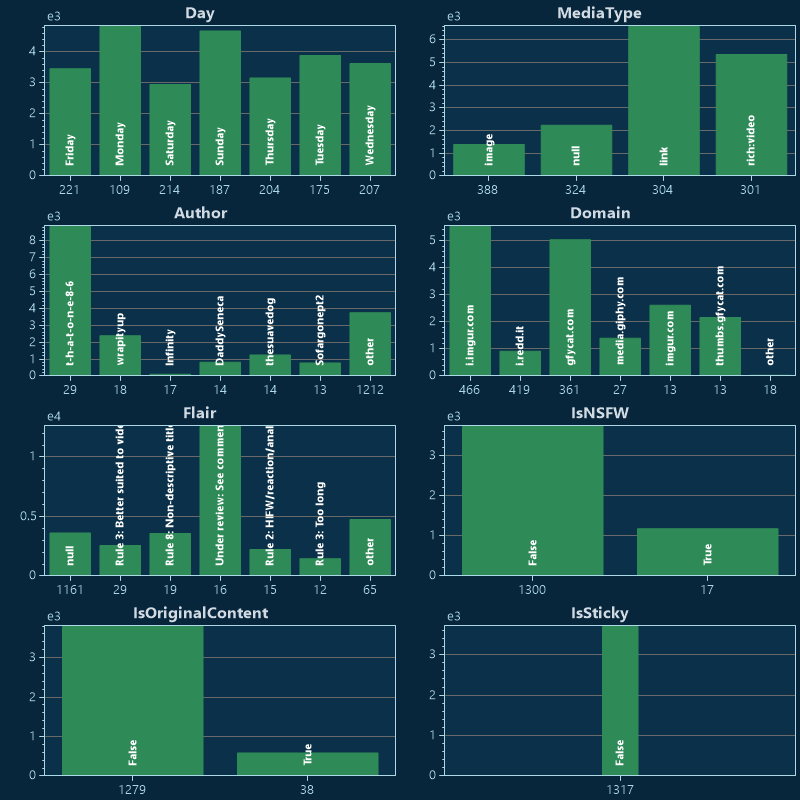 Day
e3
4
3
2
1
0
Friday
Monday
Saturday
Sunday
Thursday
Tuesday
Wednesday
221 109 214 187 204 175 207
MediaType
e3
6
5
4
3
2
1
0
image
null
link
rich:video
388 324 304 301
Author
e3
8
7
6
5
4
3
2
1
0
t-h-a-t-o-n-e-8-6
wrapityup
Infinity
DaddySeneca
thesuavedog
Sofargonept2
other
29 18 17 14 14 13 1212
Domain
e3
5
4
3
2
1
0
i.imgur.com
i.redd.it
gfycat.com
media.giphy.com
imgur.com
thumbs.gfycat.com
other
466 419 361 27 13 13 18
Flair
e4
1
0.5
0
null
Rule 3: Better suited to vide
Rule 8: Non-descriptive title
Under review: See commen
Rule 2: HIFW/reaction/anal
Rule 3: Too long
other
1161 29 19 16 15 12 65
IsNSFW
e3
3
2
1
0
False
True
1300 17
IsOriginalContent
e3
3
2
1
0
False
True
1279 38
IsSticky
e3
3
2
1
0
False
1317